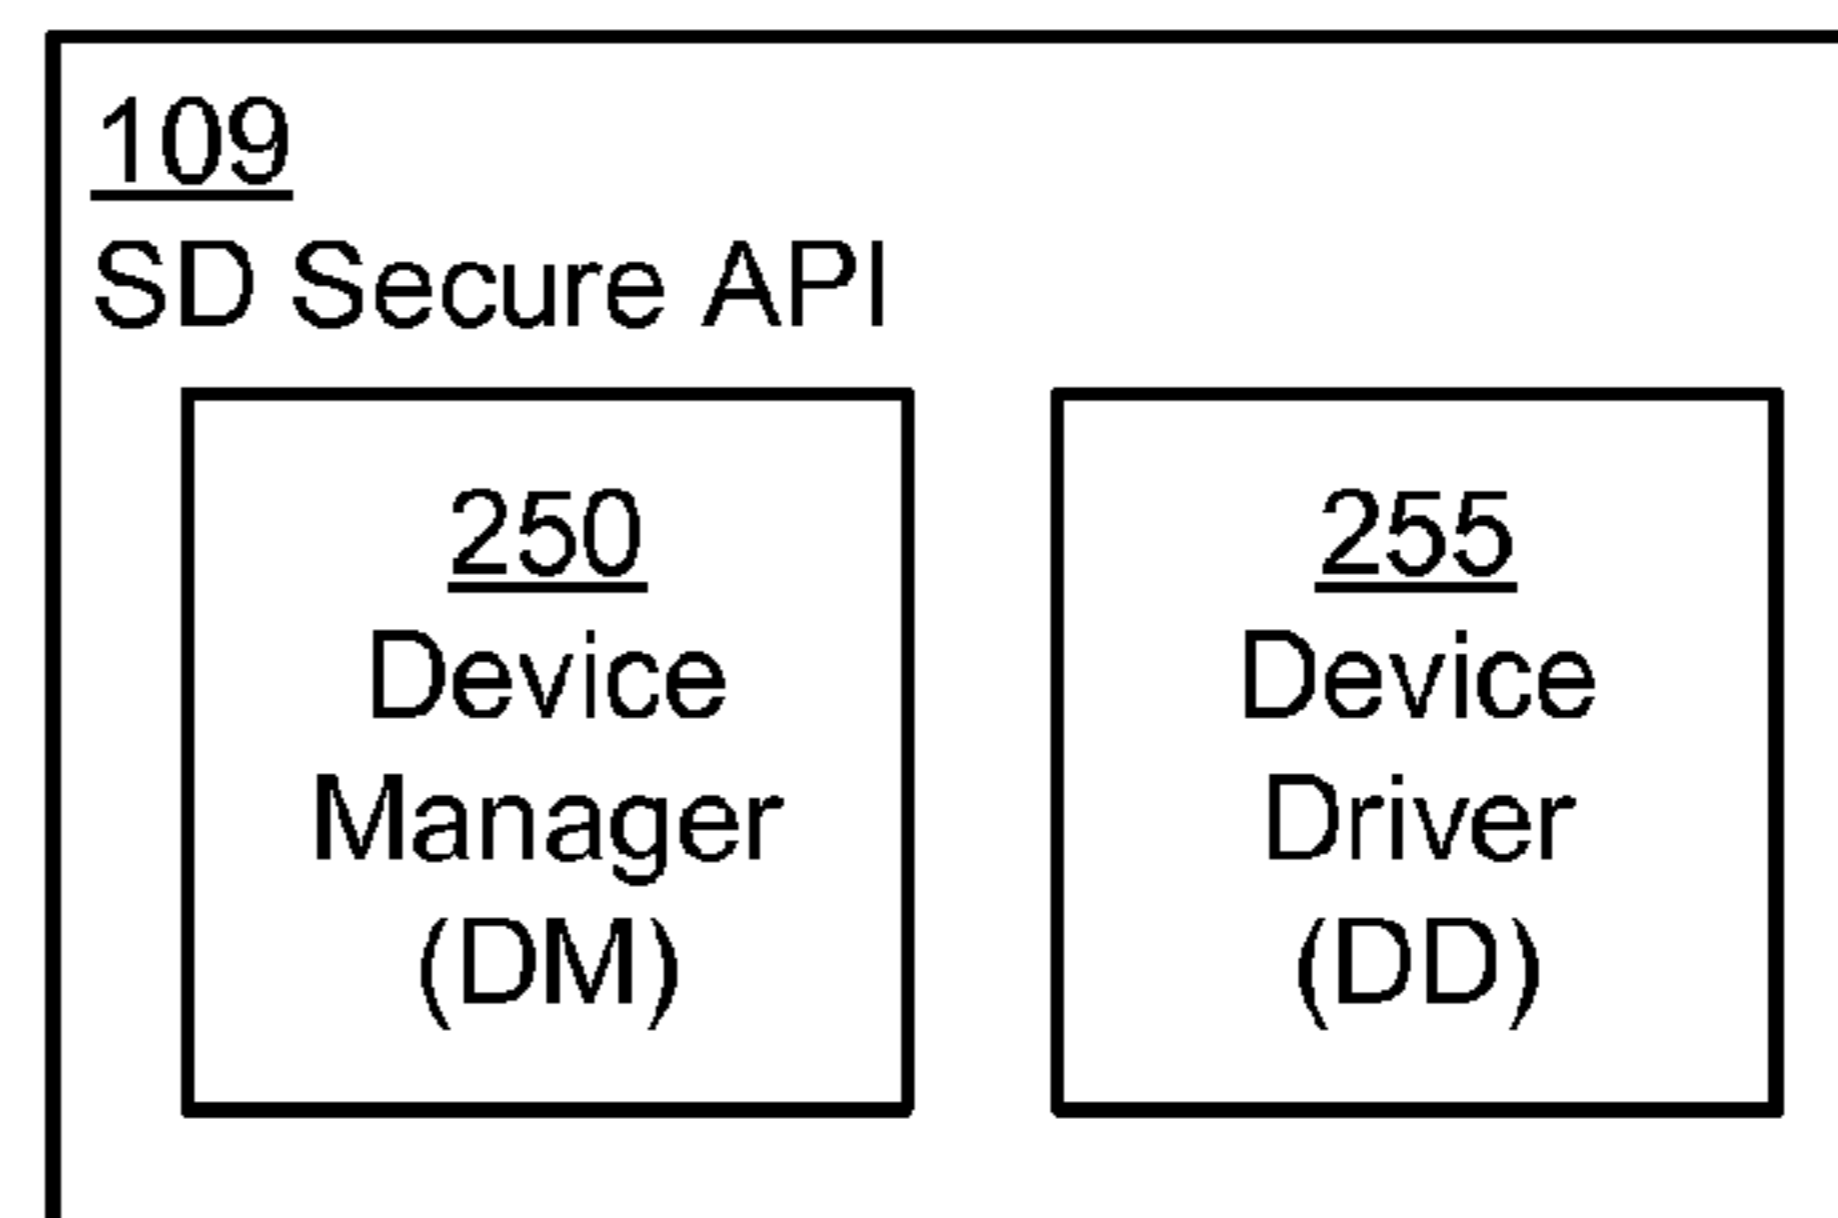 109
SD Secure API
250
Device
Manager
(DM)
255
Device
Driver
(DD)